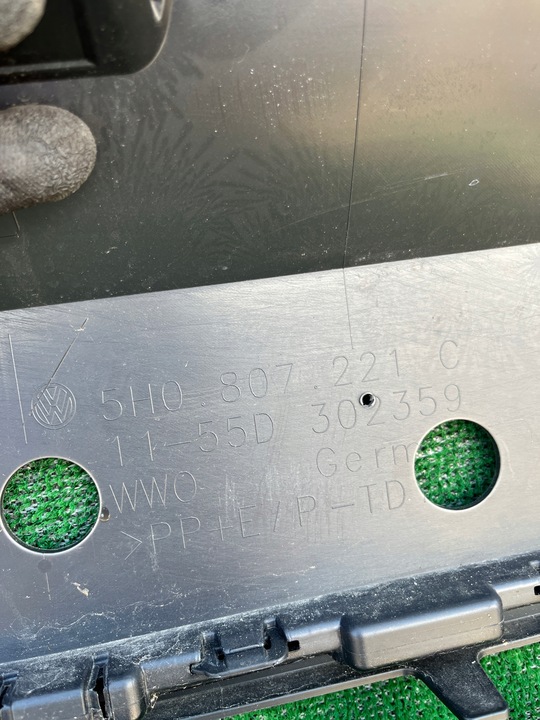 5H0.807.221 C
11-55D 302359
WWO Germ
>PP+E/P-TD